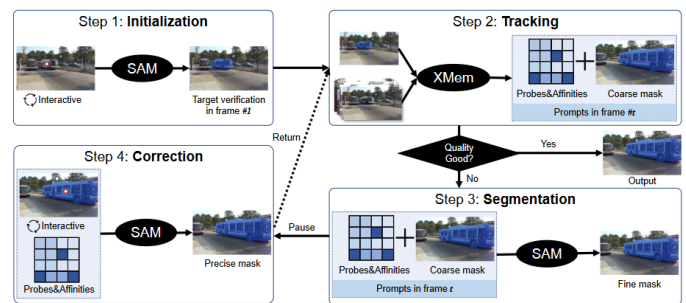 Step 1: Initialization
SAM
Interactive
Target verification
in frame #1
Step 2: Tracking
XMem
Probes&Affinities
Coarse mask
Prompts in frame #t
Return
Quality
Good?
Yes
No
Output
Step 4: Correction
Interactive
SAM
Probes&Affinities
Precise mask
Pause
Step 3: Segmentation
Probes&Affinities
Coarse mask
Prompts in frame t
SAM
Fine mask